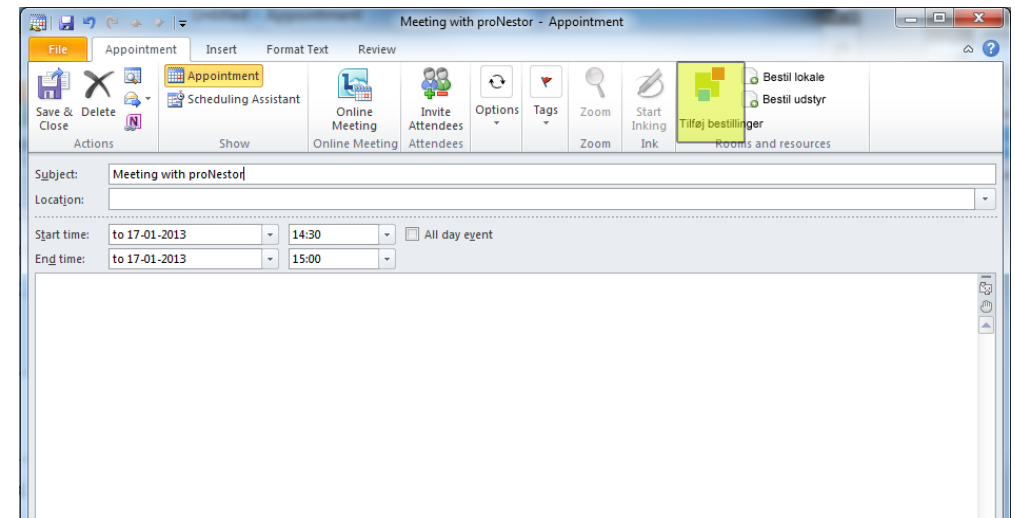 Meeting with proNestor - Appointment
File Appointment Insert Format Text Review
Save & Close
Delete
Actions
Appointment
Scheduling Assistant
Show
Online Meeting
Online Meeting
Invite Attendees
Attendees
Options
Tags
Zoom
Zoom
Start Inking
Ink
Tilføj bestillinger
Bestil lokale
Bestil udstyr
Rooms and resources
Subject: Meeting with proNestor
Location:
Start time: to 17-01-2013 14:30 All day event
End time: to 17-01-2013 15:00